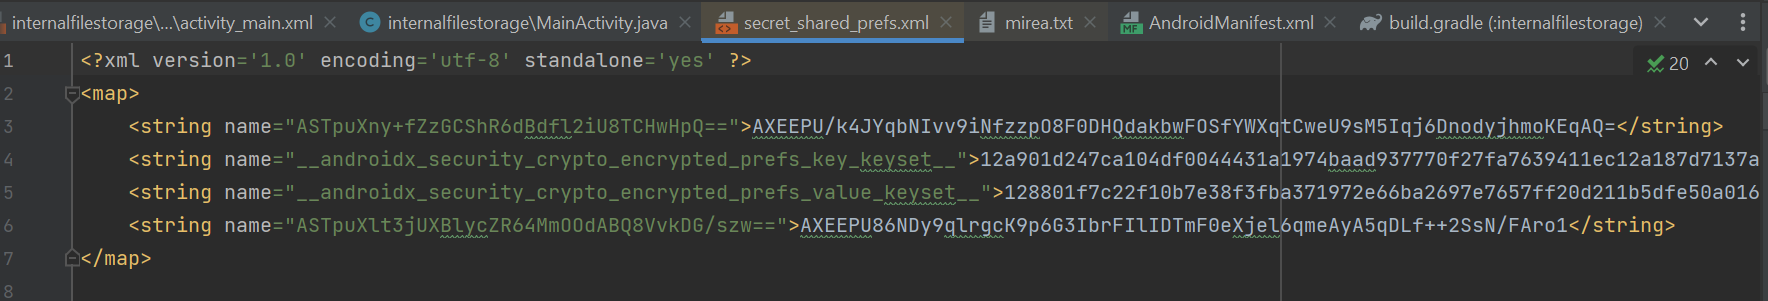 internalfilestorage\...\activity_main.xml internalfilestorage\MainActivity.java secret_shared_prefs.xml mirea.txt AndroidManifest.xml build.gradle (:internalfilestorage)
1 <?xml version='1.0' encoding='utf-8' standalone='yes' ?> 20
2 <map>
3 <string name="ASTpuXny+fZzGCShR6dBdfl2iU8TCHwHpQ==">AXEEPU/k4JYqbNIvv9iNfzzpO8F0DHQdakbwFOSfYWXqtCweU9sM5Iqj6DnodyjhmoKEqAQ=</string>
4 <string name="__androidx_security_crypto_encrypted_prefs_key_keyset__">12a901d247ca104df0044431a1974baad937770f27fa7639411ec12a187d7137a
5 <string name="__androidx_security_crypto_encrypted_prefs_value_keyset__">128801f7c22f10b7e38f3fba371972e66ba2697e7657ff20d211b5dfe50a016
6 <string name="ASTpuXlt3jUXBlycZR64MmOOdABQ8VvkDG/szw==">AXEEPU86NDy9qlrgcK9p6G3IbrFIlIDTmF0eXjel6qmeAyA5qDLf++2SsN/FAro1</string>
7 </map>
8